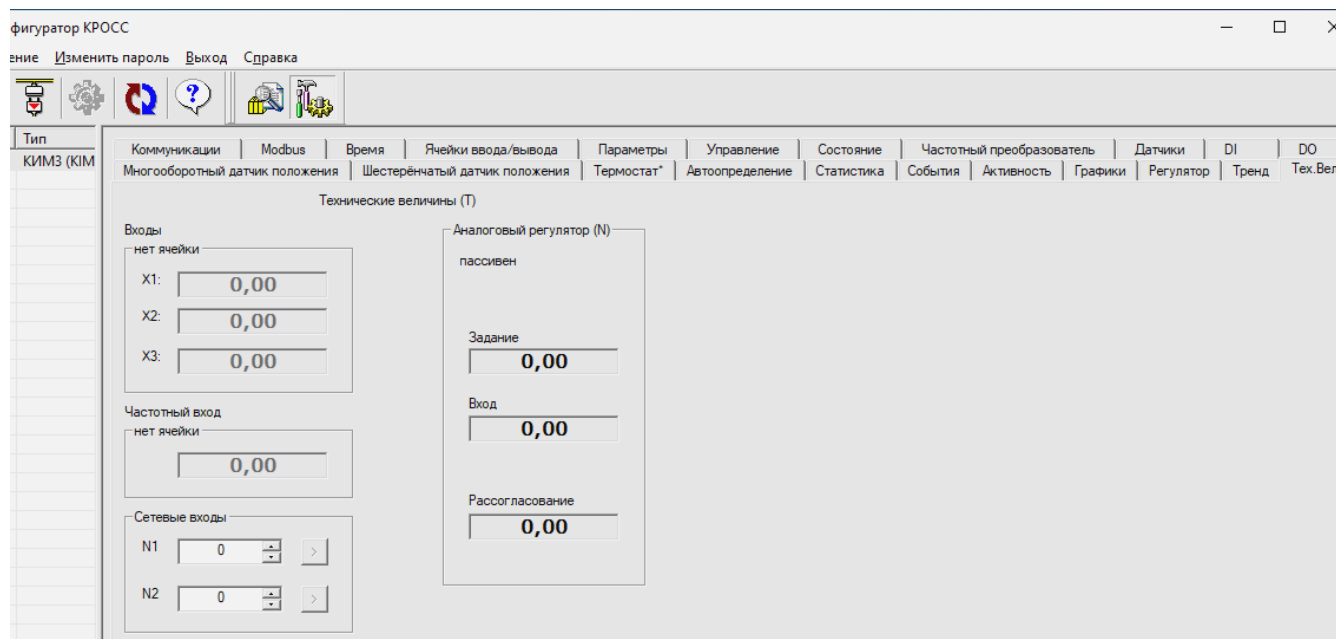 фигуратор КРОСС
ение Изменить пароль Выход Справка
Тип
КИМ3 (KIM
Коммуникации Modbus Время Ячейки ввода/вывода Параметры Управление Состояние Частотный преобразователь Датчики DI DO
Многооборотный датчик положения Шестерёнчатый датчик положения Термостат* Автоопределение Статистика События Активность Графики Регулятор Тренд Тех.Вел
Технические величины (T)
Входы
нет ячейки
X1: 0,00
X2: 0,00
X3: 0,00
Частотный вход
нет ячейки
0,00
Сетевые входы
N1 0 >
N2 0 >
Аналоговый регулятор (N)
пассивен
Задание
0,00
Вход
0,00
Рассогласование
0,00